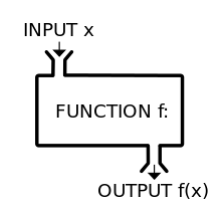 INPUT x
FUNCTION f:
OUTPUT f(x)